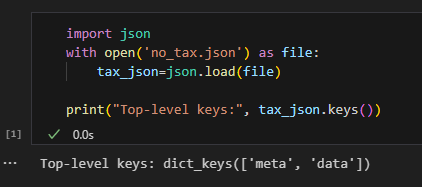 import json
with open('no_tax.json') as file:
    tax_json=json.load(file)
print("Top-level keys:", tax_json.keys())
[1]
✓ 0.0s
... Top-level keys: dict_keys(['meta', 'data'])